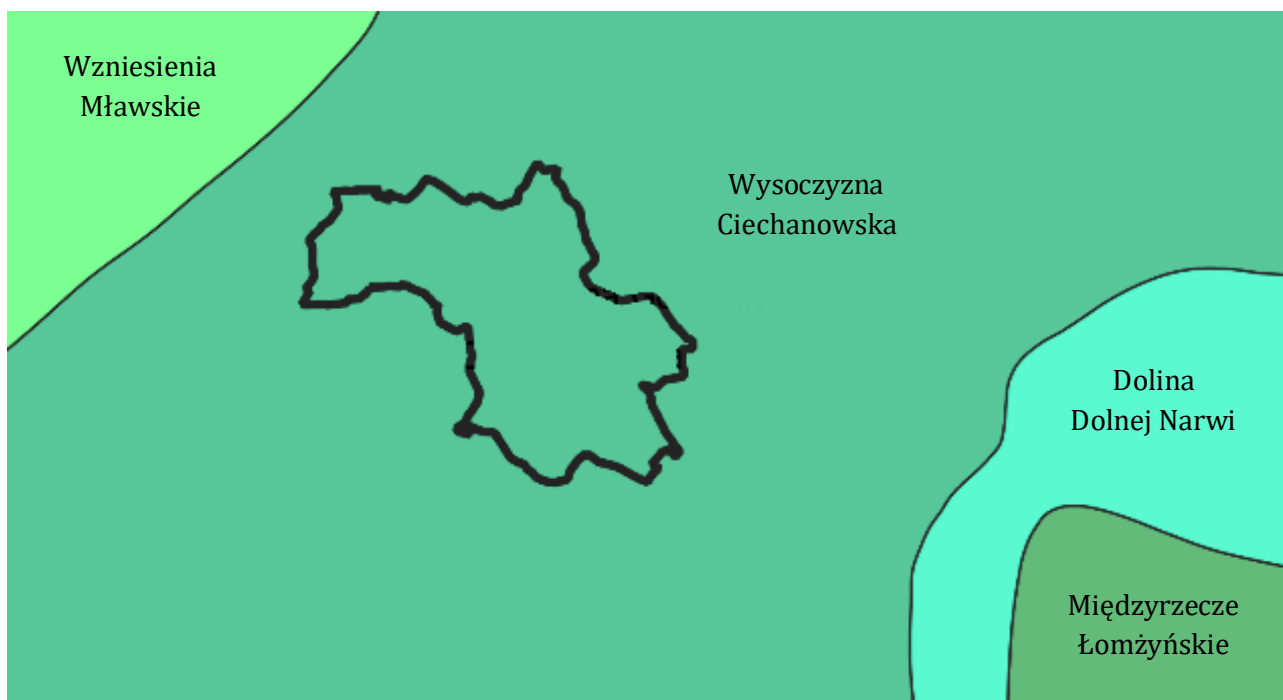 Wzniesienia
Mławskie
Wysoczyzna
Ciechanowska
Dolina
Dolnej Narwi
Międzyrzecze
Łomżyńskie